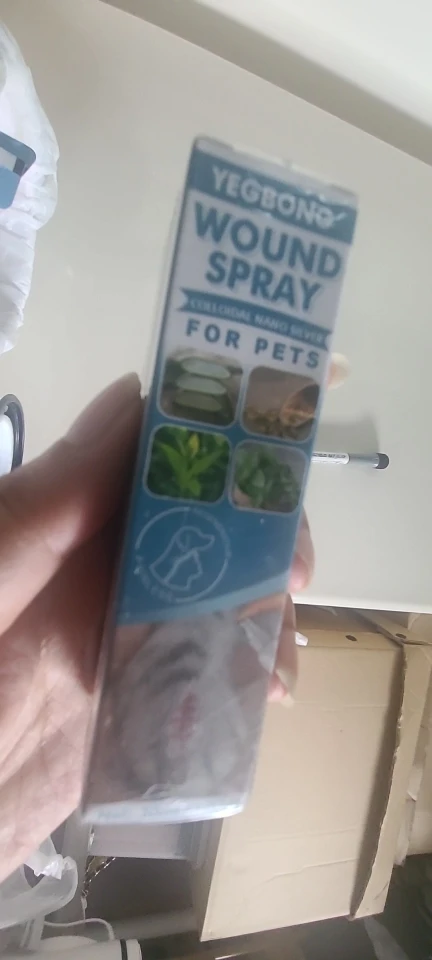 YEGBONG
WOUND
SPRAY
COLLOIDAL NANO SILVER
FOR PETS